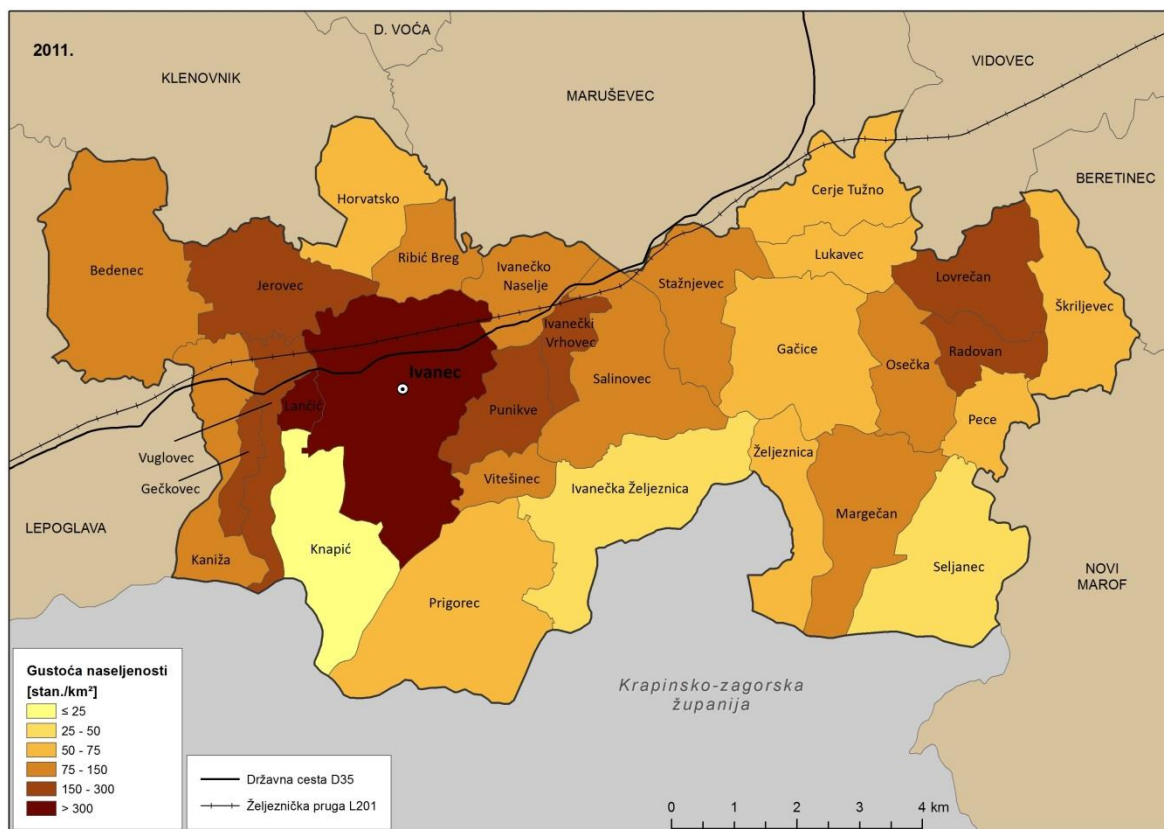 2011.
D. VOĆA
KLENOVNIK
VIDOVEC
MARUŠEVEC
BERETINEC
Horvatsko
Cerje Tužno
Bedenec
Ribić Breg
Ivanečko
Naselje
Lukavec
Jerovec
Stažnjevec
Lovrečan
Škriljevec
Ivanečki
Vrhovec
Gačice
Radovan
Ivanec
Salinovec
Osečka
Lančić
Punikve
Pece
Vuglovec
Željeznica
Gečkovec
Vitešinec
Ivanečka Željeznica
LEPOGLAVA
Margečan
Knapić
Kaniža
Seljanec
NOVI
MAROF
Prigorec
Krapinsko-zagorska
županija
Gustoća naseljenosti
[stan./km²]
≤ 25
25 - 50
50 - 75
75 - 150
150 - 300
> 300
Državna cesta D35
Željeznička pruga L201
0 1 2 3 4 km